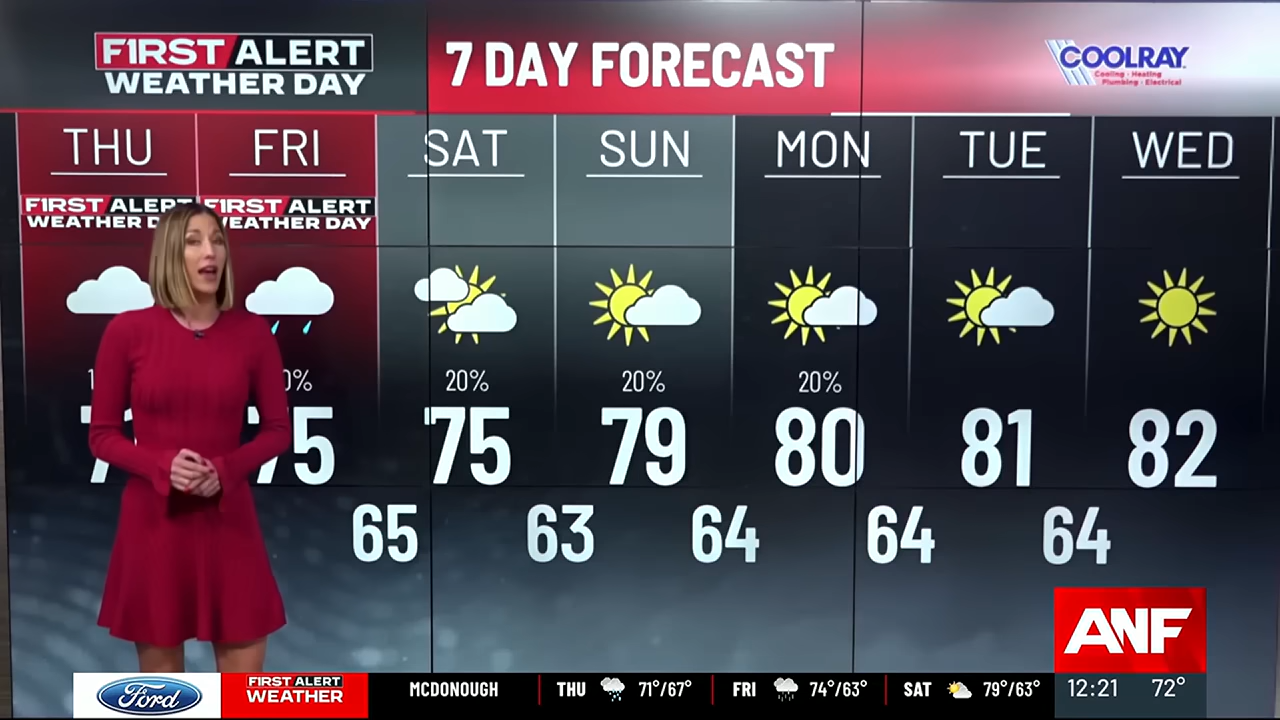 FIRST ALERT
WEATHER DAY
7 DAY FORECAST
COOLRAY
Cooling · Heating
Plumbing · Electrical
THU FRI SAT SUN MON TUE WED
FIRST ALERT FIRST ALERT
WEATHER WEATHER DAY
20% 20% 20%
75 75 79 80 81 82
65 63 64 64 64
ANF
Ford
FIRST ALERT
WEATHER
MCDONOUGH THU 71°/67° FRI 74°/63° SAT 79°/63°
12:21 72°